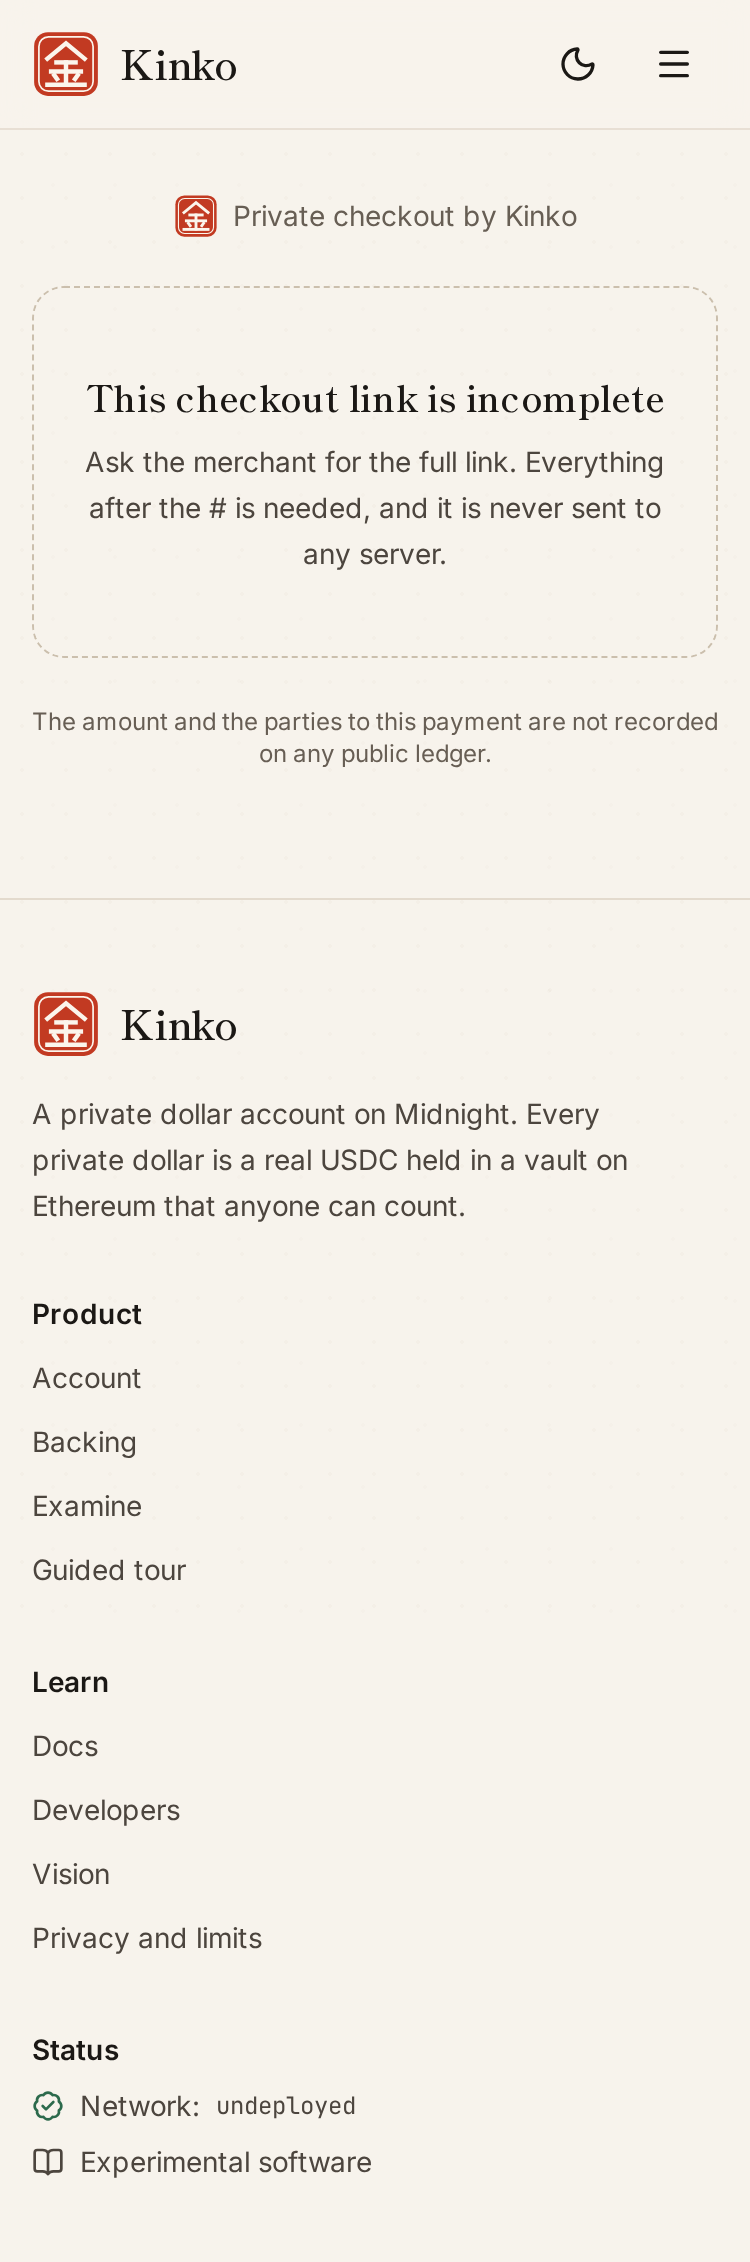 金 Kinko
金 Private checkout by Kinko
This checkout link is incomplete
Ask the merchant for the full link. Everything
after the # is needed, and it is never sent to
any server.
The amount and the parties to this payment are not recorded
on any public ledger.
金 Kinko
A private dollar account on Midnight. Every
private dollar is a real USDC held in a vault on
Ethereum that anyone can count.
Product
Account
Backing
Examine
Guided tour
Learn
Docs
Developers
Vision
Privacy and limits
Status
Network: undeployed
Experimental software